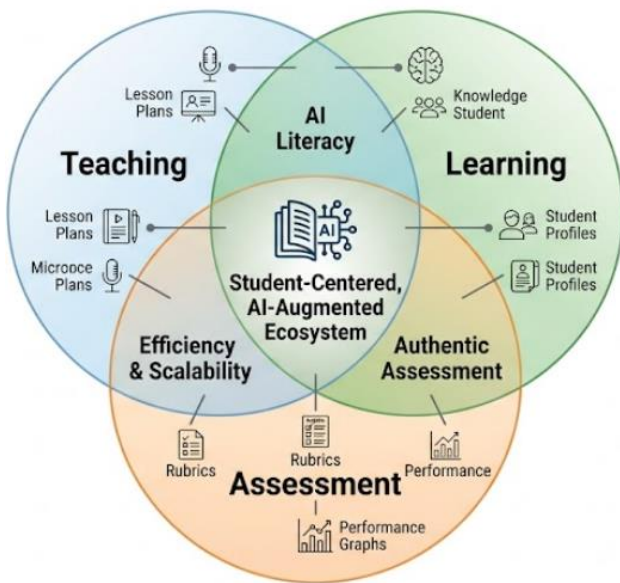 Lesson
Plans
AI
Literacy
Knowledge
Student
Teaching
Learning
Lesson
Plans
AI
Student
Profiles
Micropce
Plans
Student-Centered,
AI-Augmented
Ecosystem
Student
Profiles
Efficiency
& Scalability
Authentic
Assessment
Rubrics
Rubrics
Performance
Assessment
Performance
Graphs